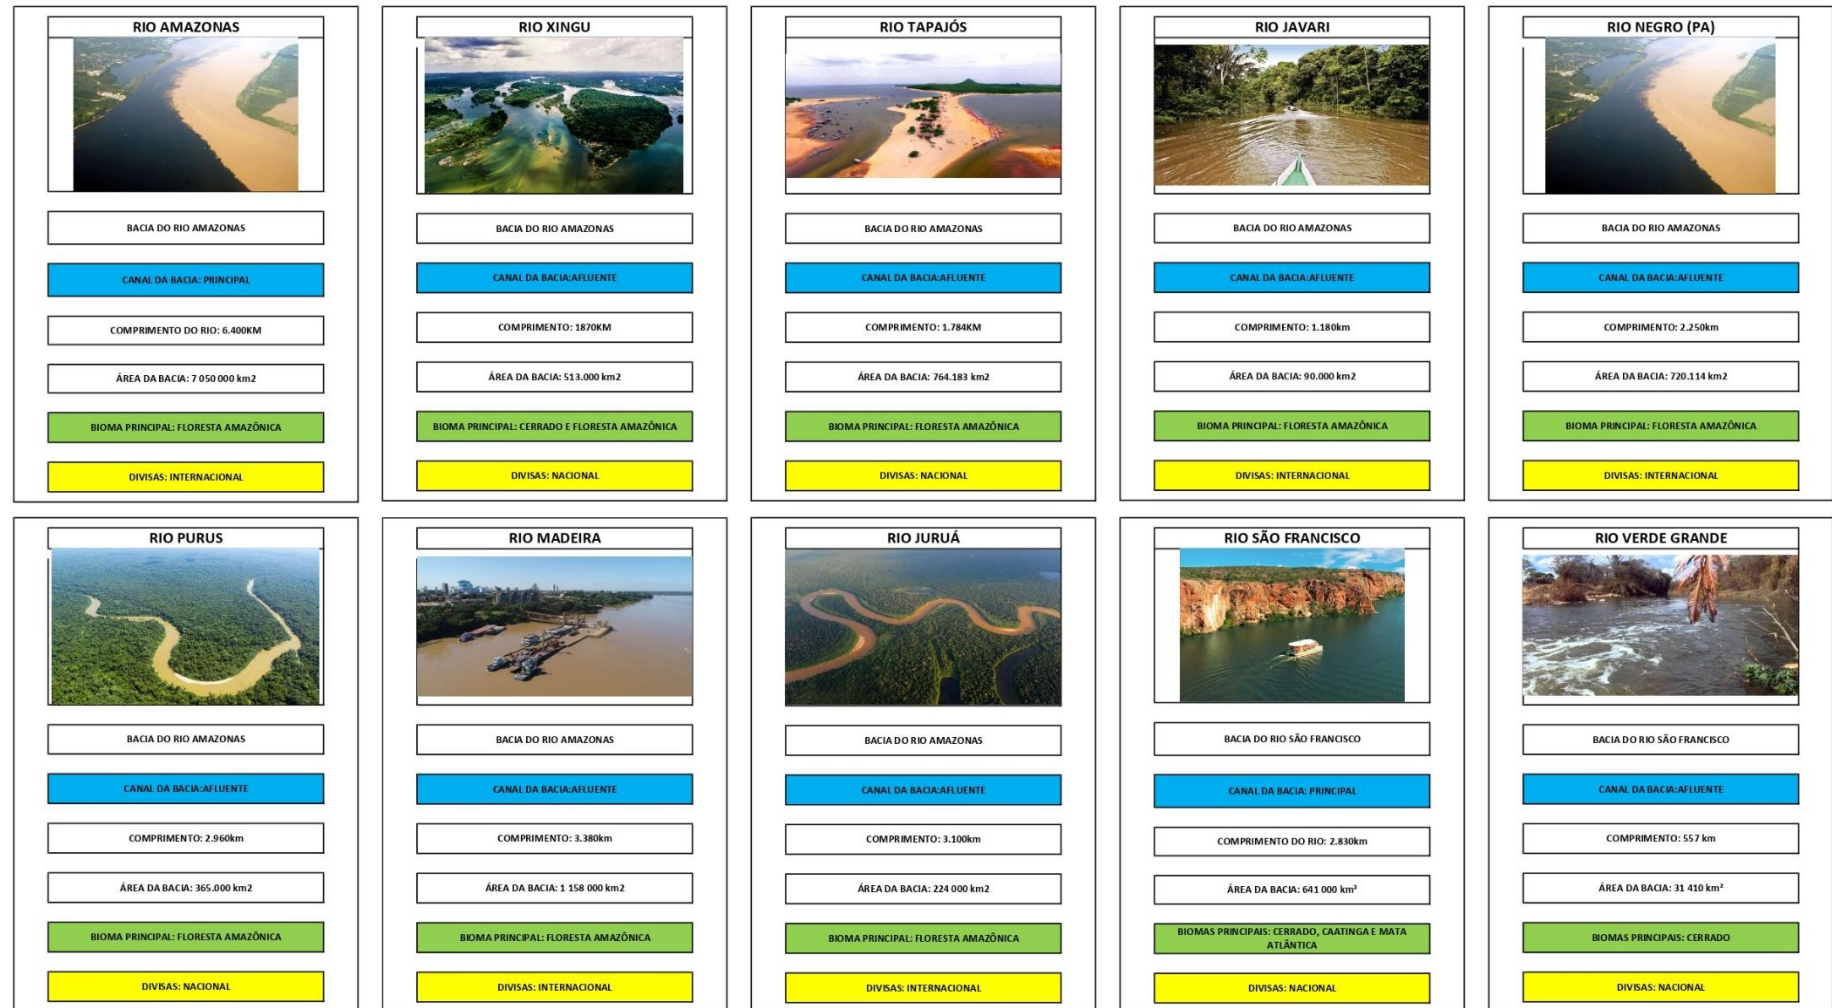 RIO AMAZONAS
BACIA DO RIO AMAZONAS
CANAL DA BACIA: PRINCIPAL
COMPRIMENTO DO RIO: 6.400KM
ÁREA DA BACIA: 7 050 000 km2
BIOMA PRINCIPAL: FLORESTA AMAZÔNICA
DIVISAS: INTERNACIONAL
RIO XINGU
BACIA DO RIO AMAZONAS
CANAL DA BACIA:AFLUENTE
COMPRIMENTO: 1870KM
ÁREA DA BACIA: 513.000 km2
BIOMA PRINCIPAL: CERRADO E FLORESTA AMAZÔNICA
DIVISAS: NACIONAL
RIO TAPAJÓS
BACIA DO RIO AMAZONAS
CANAL DA BACIA:AFLUENTE
COMPRIMENTO: 1.784KM
ÁREA DA BACIA: 764.183 km2
BIOMA PRINCIPAL: FLORESTA AMAZÔNICA
DIVISAS: NACIONAL
RIO JAVARI
BACIA DO RIO AMAZONAS
CANAL DA BACIA:AFLUENTE
COMPRIMENTO: 1.180km
ÁREA DA BACIA: 90.000 km2
BIOMA PRINCIPAL: FLORESTA AMAZÔNICA
DIVISAS: INTERNACIONAL
RIO NEGRO (PA)
BACIA DO RIO AMAZONAS
CANAL DA BACIA:AFLUENTE
COMPRIMENTO: 2.250km
ÁREA DA BACIA: 720.114 km2
BIOMA PRINCIPAL: FLORESTA AMAZÔNICA
DIVISAS: INTERNACIONAL
RIO PURUS
BACIA DO RIO AMAZONAS
CANAL DA BACIA:AFLUENTE
COMPRIMENTO: 2.960km
ÁREA DA BACIA: 365.000 km2
BIOMA PRINCIPAL: FLORESTA AMAZÔNICA
DIVISAS: NACIONAL
RIO MADEIRA
BACIA DO RIO AMAZONAS
CANAL DA BACIA:AFLUENTE
COMPRIMENTO: 3.380km
ÁREA DA BACIA: 1 158 000 km2
BIOMA PRINCIPAL: FLORESTA AMAZÔNICA
DIVISAS: INTERNACIONAL
RIO JURUÁ
BACIA DO RIO AMAZONAS
CANAL DA BACIA:AFLUENTE
COMPRIMENTO: 3.100km
ÁREA DA BACIA: 224 000 km2
BIOMA PRINCIPAL: FLORESTA AMAZÔNICA
DIVISAS: INTERNACIONAL
RIO SÃO FRANCISCO
BACIA DO RIO SÃO FRANCISCO
CANAL DA BACIA: PRINCIPAL
COMPRIMENTO DO RIO: 2.830km
ÁREA DA BACIA: 641 000 km²
BIOMAS PRINCIPAIS: CERRADO, CAATINGA E MATA
ATLÂNTICA
DIVISAS: NACIONAL
RIO VERDE GRANDE
BACIA DO RIO SÃO FRANCISCO
CANAL DA BACIA:AFLUENTE
COMPRIMENTO: 557 km
ÁREA DA BACIA: 31 410 km²
BIOMAS PRINCIPAIS: CERRADO
DIVISAS: NACIONAL